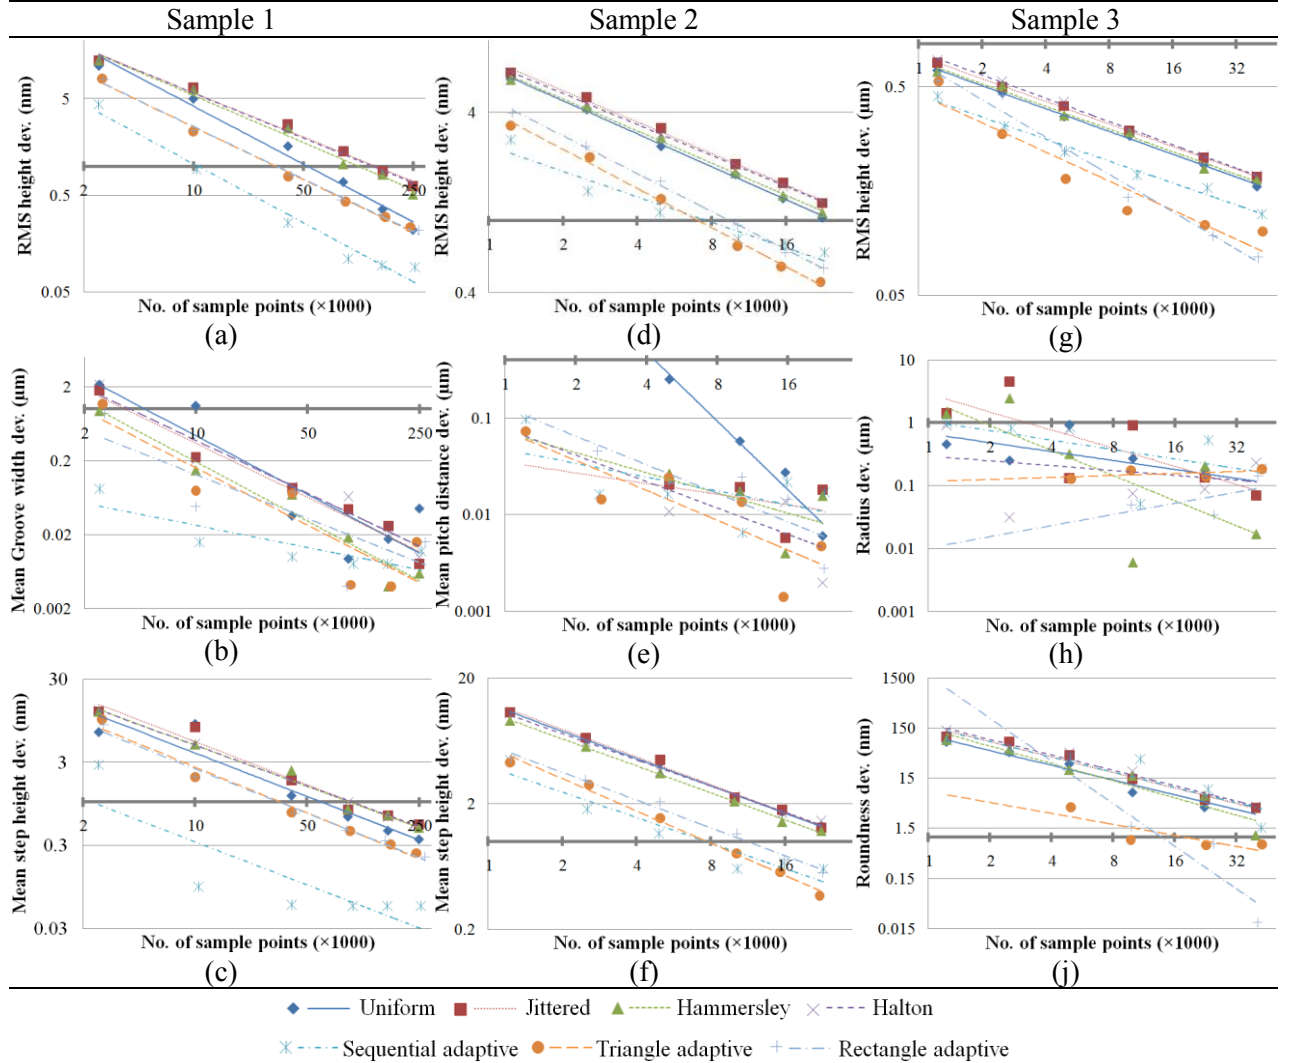 Sample 1 Sample 2 Sample 3
RMS height dev. (nm)
5
0.5
0.05
2 10 50 250
No. of sample points (×1000)
(a)
RMS height dev. (nm)
4
0.4
1 2 4 8 16
No. of sample points (×1000)
(d)
RMS height dev. (µm)
0.5
0.05
1 2 4 8 16 32
No. of sample points (×1000)
(g)
Mean Groove width dev. (µm)
2
0.2
0.02
0.002
2 10 50 250
No. of sample points (×1000)
(b)
Mean pitch distance dev. (µm)
0.1
0.01
0.001
1 2 4 8 16
No. of sample points (×1000)
(e)
Radius dev. (µm)
10
1
0.1
0.01
0.001
1 2 4 8 16 32
No. of sample points (×1000)
(h)
Mean step height dev. (nm)
30
3
0.3
0.03
2 10 50 250
No. of sample points (×1000)
(c)
Mean step height dev. (nm)
20
2
0.2
1 2 4 8 16
No. of sample points (×1000)
(f)
Roundness dev. (nm)
1500
150
15
1.5
0.15
0.015
1 2 4 8 16 32
No. of sample points (×1000)
(j)
Uniform Jittered Hammersley Halton
Sequential adaptive Triangle adaptive Rectangle adaptive